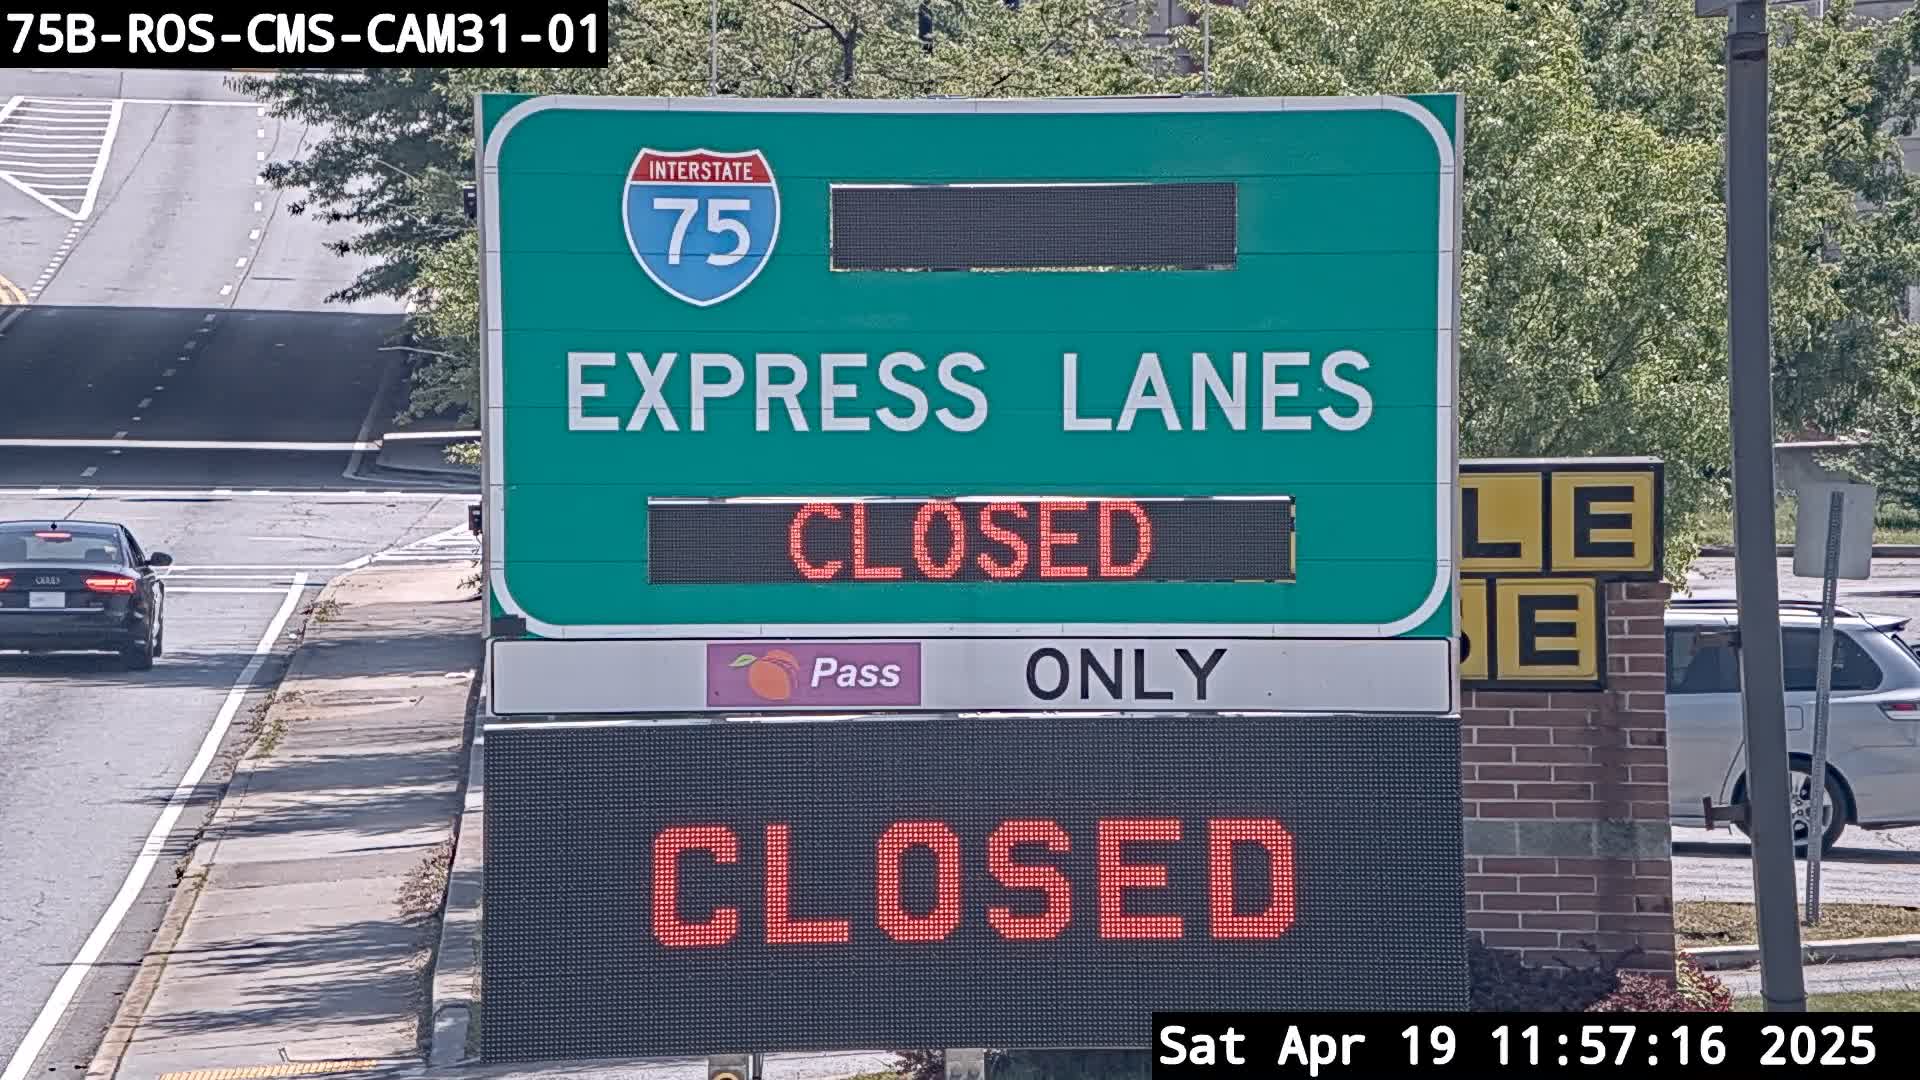 75B-ROS-CMS-CAM31-01
INTERSTATE
75
EXPRESS LANES
CLOSED
Pass ONLY
CLOSED
LE
E
Sat Apr 19 11:57:16 2025